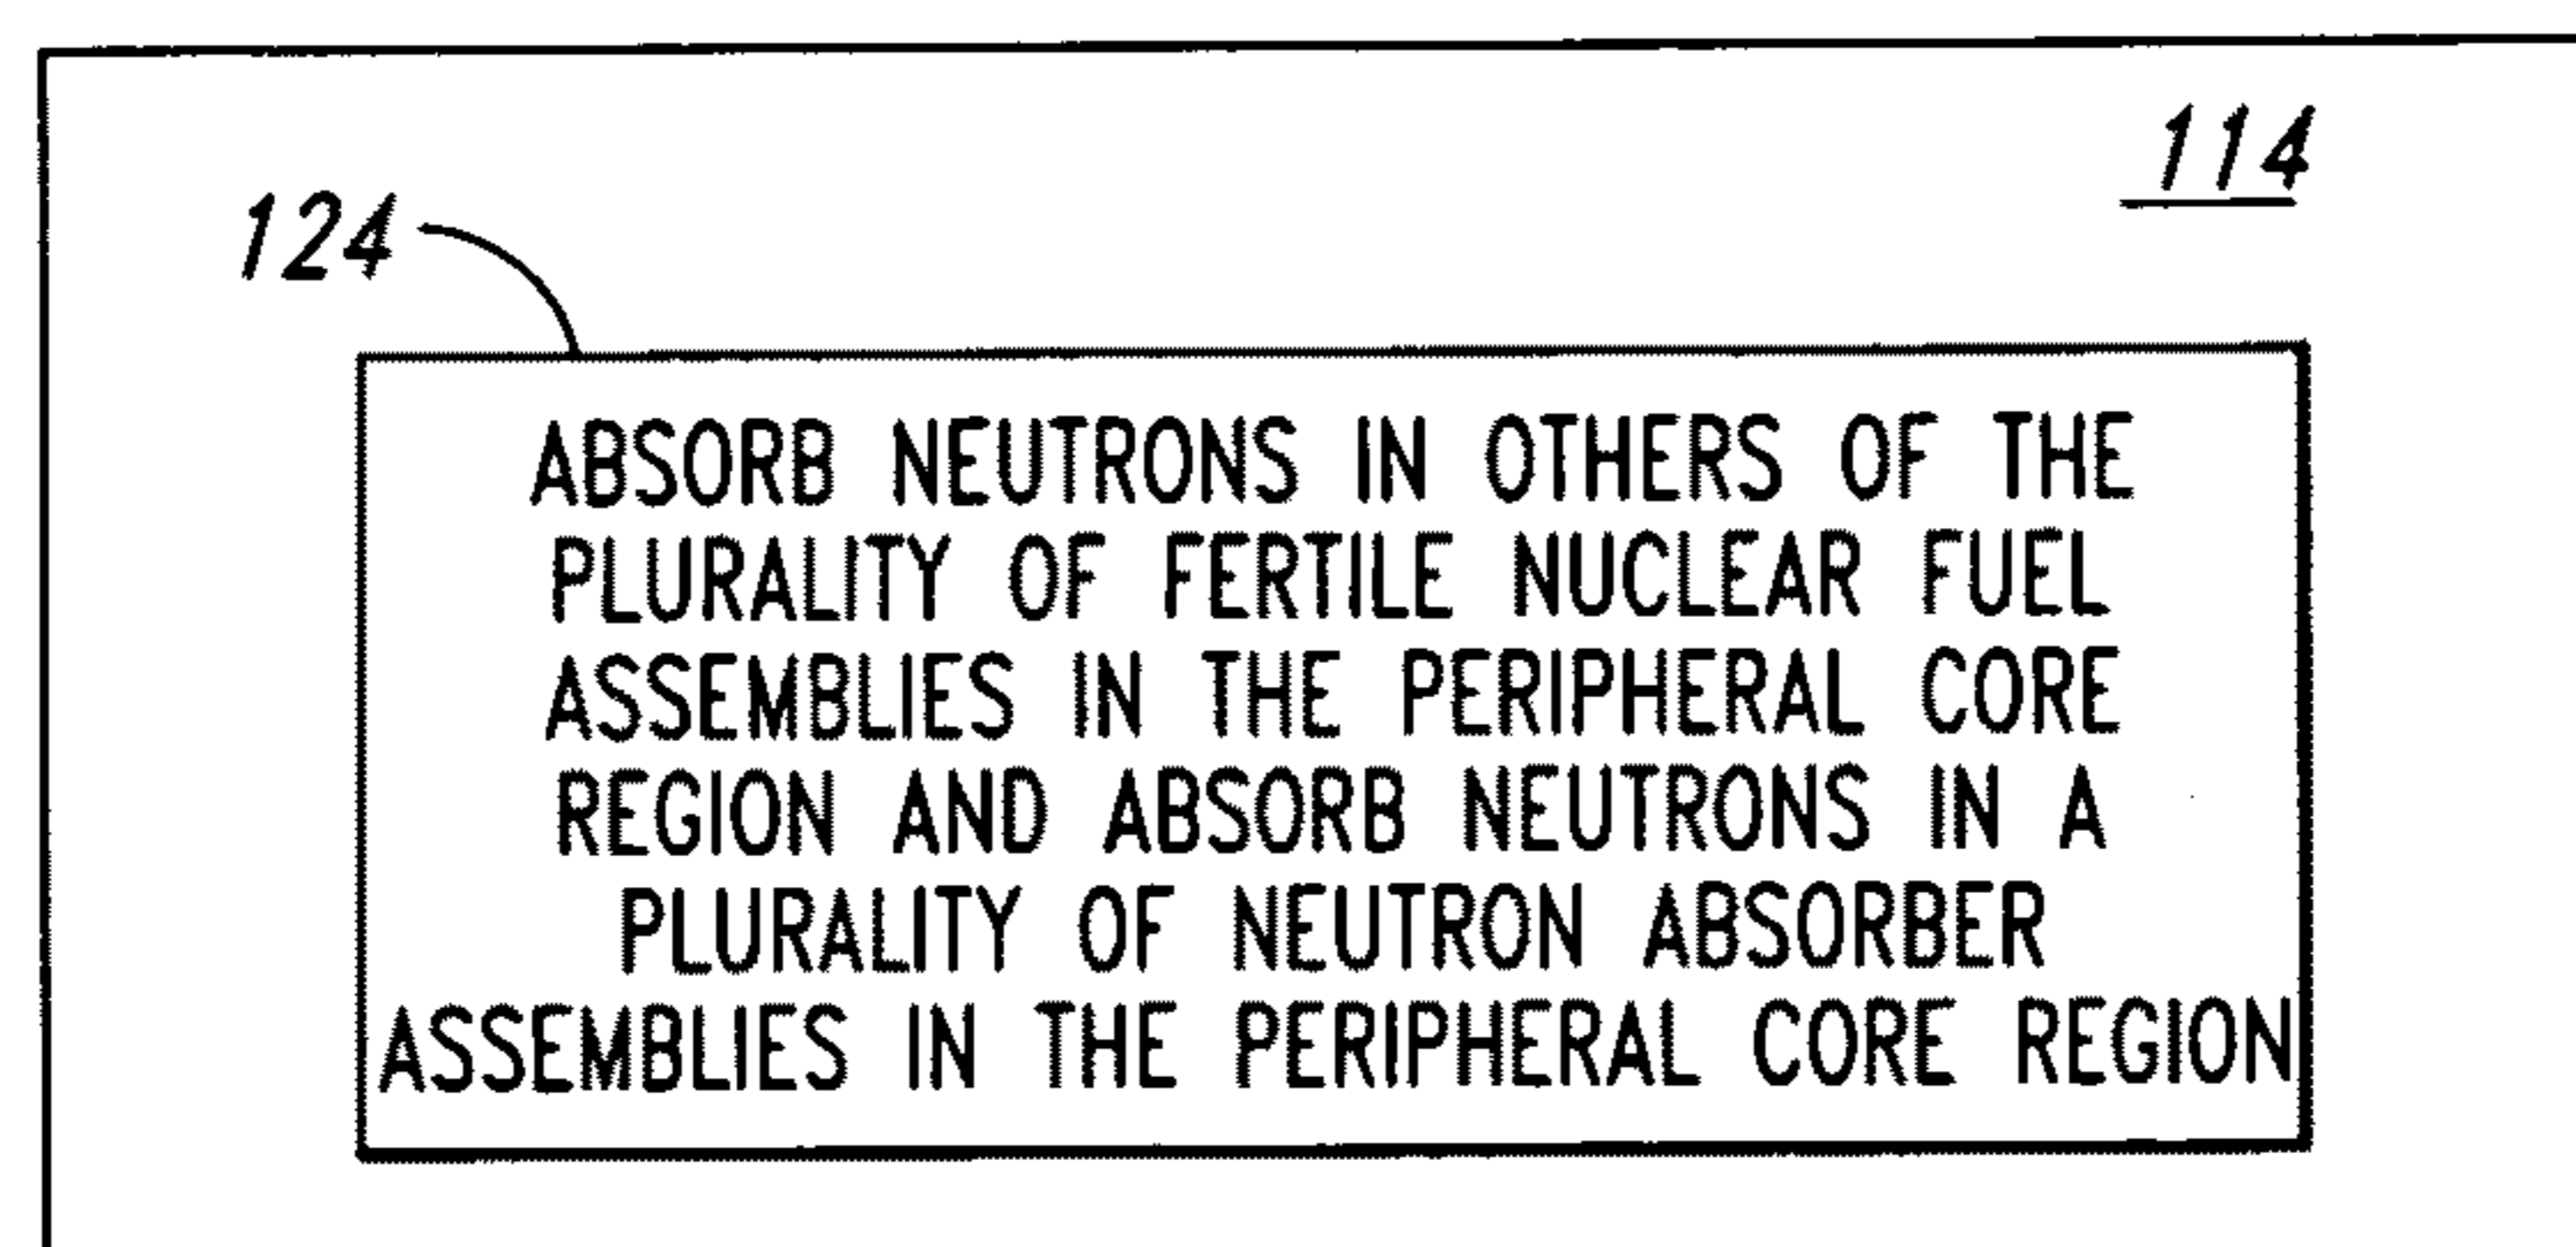 114
124
ABSORB NEUTRONS IN OTHERS OF THE
PLURALITY OF FERTILE NUCLEAR FUEL
ASSEMBLIES IN THE PERIPHERAL CORE
REGION AND ABSORB NEUTRONS IN A
PLURALITY OF NEUTRON ABSORBER
ASSEMBLIES IN THE PERIPHERAL CORE REGION